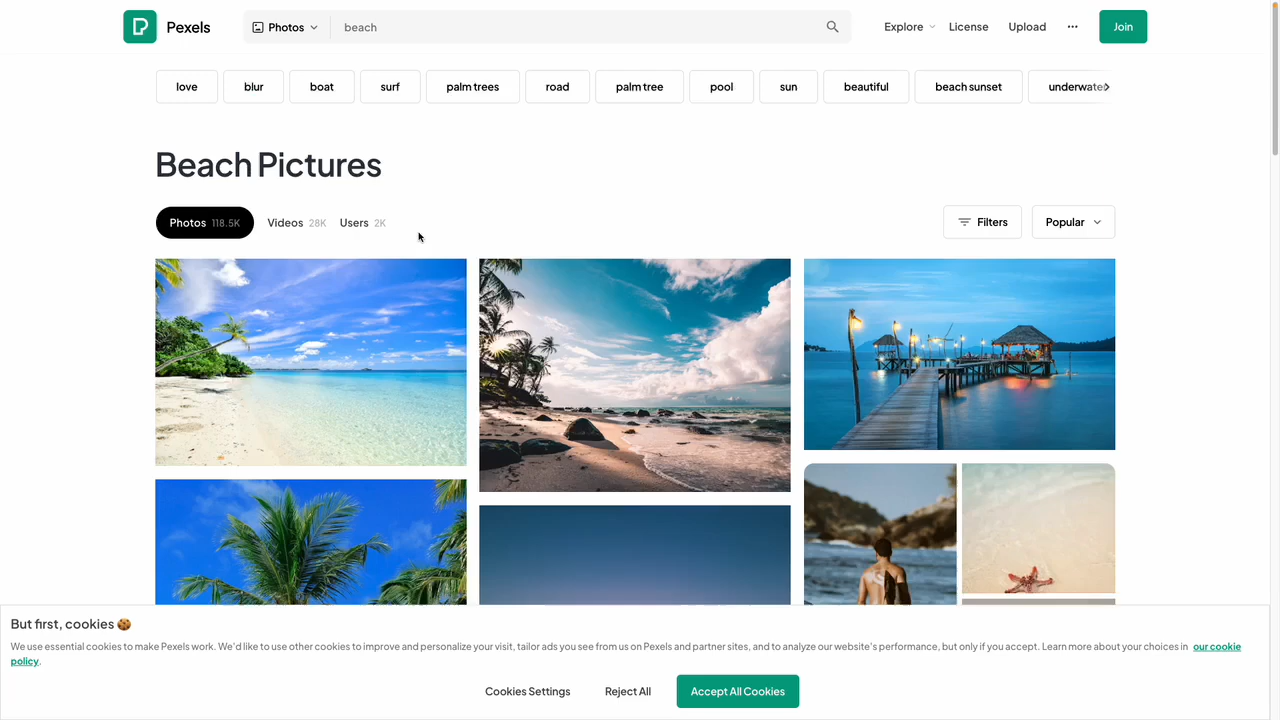 Pexels
Photos
beach
Explore
License
Upload
Join
love
blur
boat
surf
palm trees
road
palm tree
pool
sun
beautiful
beach sunset
underwater
Beach Pictures
Photos 118.5K
Videos 28K
Users 2K
Filters
Popular
But first, cookies 🍪
We use essential cookies to make Pexels work. We'd like to use other cookies to improve and personalize your visit, tailor ads you see from us on Pexels and partner sites, and to analyze our website's performance, but only if you accept. Learn more about your choices in our cookie
policy.
Cookies Settings
Reject All
Accept All Cookies